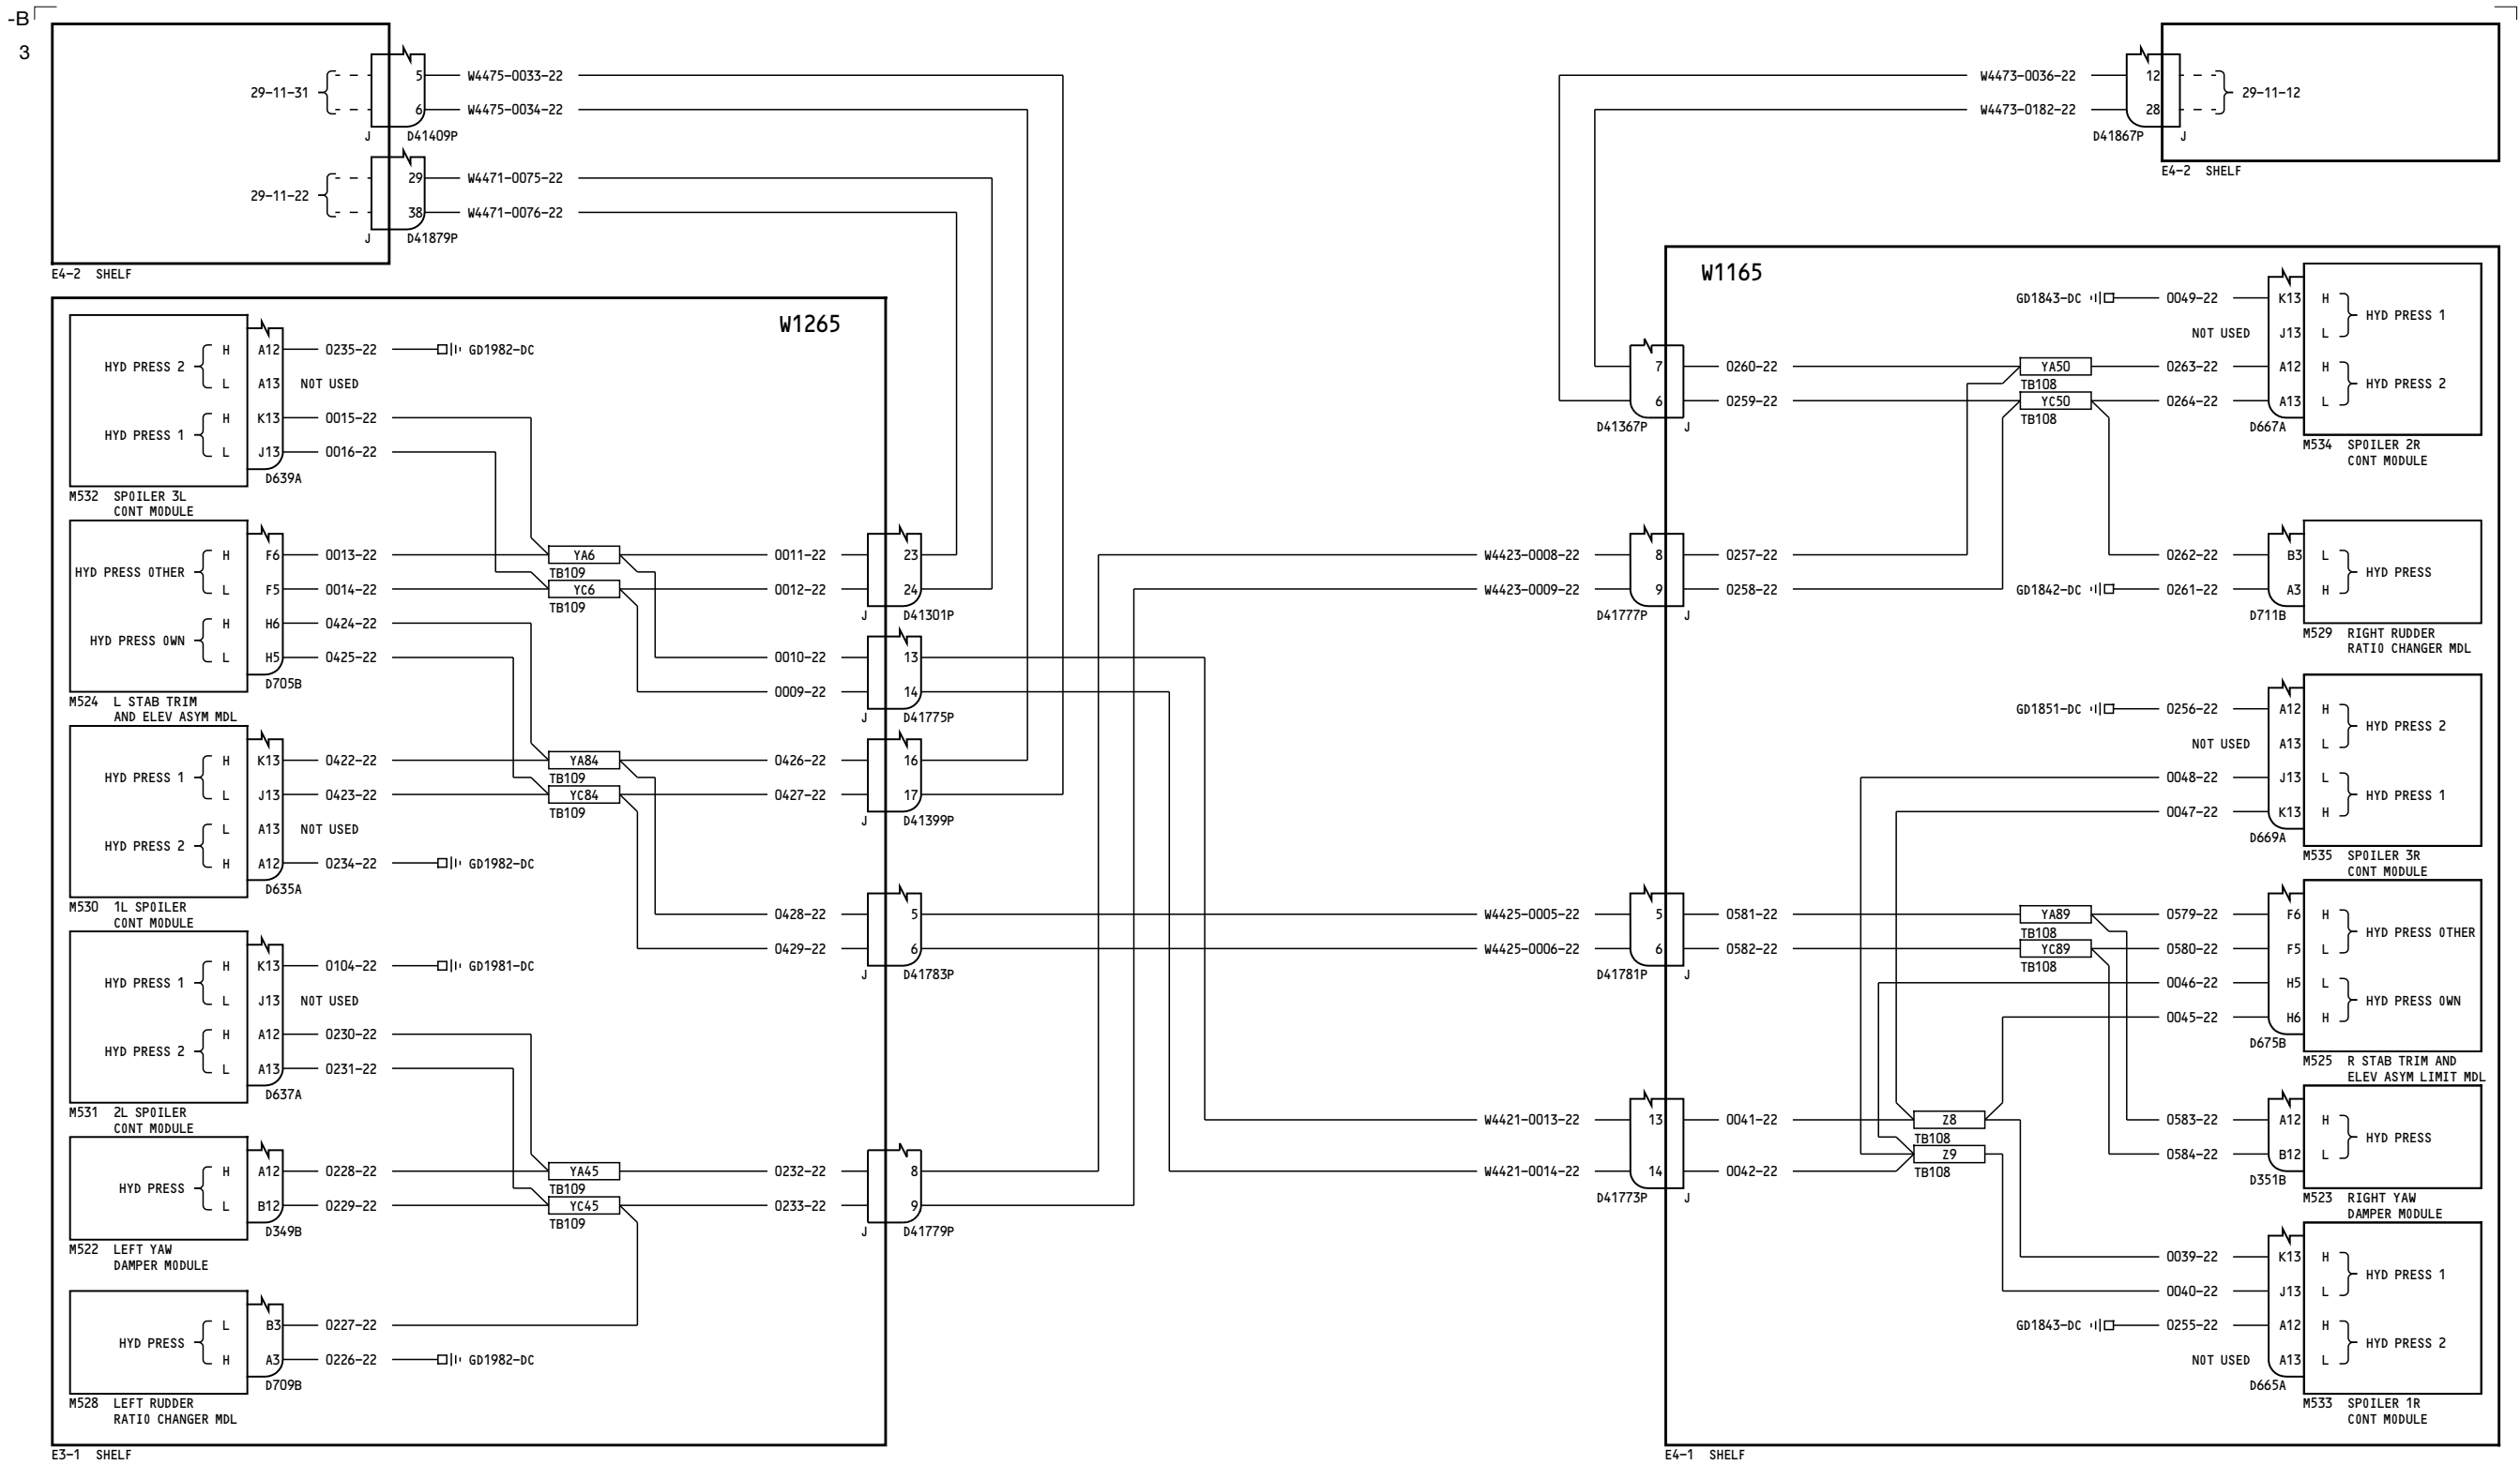 -B
3
29-11-31
5
W4475-0033-22
6
W4475-0034-22
J
D41409P
29-11-22
29
W4471-0075-22
38
W4471-0076-22
J
D41879P
E4-2 SHELF
W4473-0036-22
12
W4473-0182-22
28
29-11-12
D41867P
J
E4-2 SHELF
W1265
HYD PRESS 2
H
A12
0235-22
GD1982-DC
L
A13
NOT USED
HYD PRESS 1
H
K13
0015-22
L
J13
0016-22
D639A
M532 SPOILER 3L
CONT MODULE
HYD PRESS OTHER
H
F6
0013-22
YA6
TB109
0011-22
23
L
F5
0014-22
YC6
TB109
0012-22
24
J
D41301P
HYD PRESS OWN
H
H6
0424-22
L
H5
0425-22
D705B
0010-22
13
0009-22
14
J
D41775P
M524 L STAB TRIM
AND ELEV ASYM MDL
HYD PRESS 1
H
K13
0422-22
YA84
TB109
0426-22
16
L
J13
0423-22
YC84
TB109
0427-22
17
J
D41399P
HYD PRESS 2
L
A13
NOT USED
H
A12
0234-22
GD1982-DC
D635A
M530 1L SPOILER
CONT MODULE
0428-22
5
0429-22
6
J
D41783P
HYD PRESS 1
H
K13
0104-22
GD1981-DC
L
J13
NOT USED
HYD PRESS 2
H
A12
0230-22
L
A13
0231-22
D637A
M531 2L SPOILER
CONT MODULE
HYD PRESS
H
A12
0228-22
YA45
TB109
0232-22
8
L
B12
0229-22
YC45
TB109
0233-22
9
J
D41779P
D349B
M522 LEFT YAW
DAMPER MODULE
HYD PRESS
L
B3
0227-22
H
A3
0226-22
GD1982-DC
D709B
M528 LEFT RUDDER
RATIO CHANGER MDL
E3-1 SHELF
W1165
GD1843-DC
0049-22
K13
H
HYD PRESS 1
NOT USED
J13
L
7
0260-22
YA50
TB108
0263-22
A12
H
HYD PRESS 2
6
0259-22
YC50
TB108
0264-22
A13
L
D41367P
J
D667A
M534 SPOILER 2R
CONT MODULE
W4423-0008-22
8
0257-22
0262-22
B3
L
HYD PRESS
W4423-0009-22
9
0258-22
GD1842-DC
0261-22
A3
H
D41777P
J
D711B
M529 RIGHT RUDDER
RATIO CHANGER MDL
GD1851-DC
0256-22
A12
H
HYD PRESS 2
NOT USED
A13
L
0048-22
J13
L
HYD PRESS 1
0047-22
K13
H
D669A
M535 SPOILER 3R
CONT MODULE
W4425-0005-22
5
0581-22
YA89
TB108
0579-22
F6
H
HYD PRESS OTHER
W4425-0006-22
6
0582-22
YC89
TB108
0580-22
F5
L
D41781P
J
0046-22
H5
L
HYD PRESS OWN
0045-22
H6
H
D675B
M525 R STAB TRIM AND
ELEV ASYM LIMIT MDL
W4421-0013-22
13
0041-22
Z8
TB108
0583-22
A12
H
HYD PRESS
W4421-0014-22
14
0042-22
Z9
TB108
0584-22
B12
L
D41773P
J
D351B
M523 RIGHT YAW
DAMPER MODULE
0039-22
K13
H
HYD PRESS 1
0040-22
J13
L
GD1843-DC
0255-22
A12
H
HYD PRESS 2
NOT USED
A13
L
D665A
M533 SPOILER 1R
CONT MODULE
E4-1 SHELF